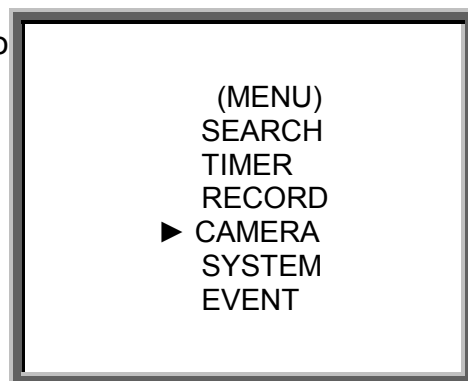 (MENU)
SEARCH
TIMER
RECORD
► CAMERA
SYSTEM
EVENT